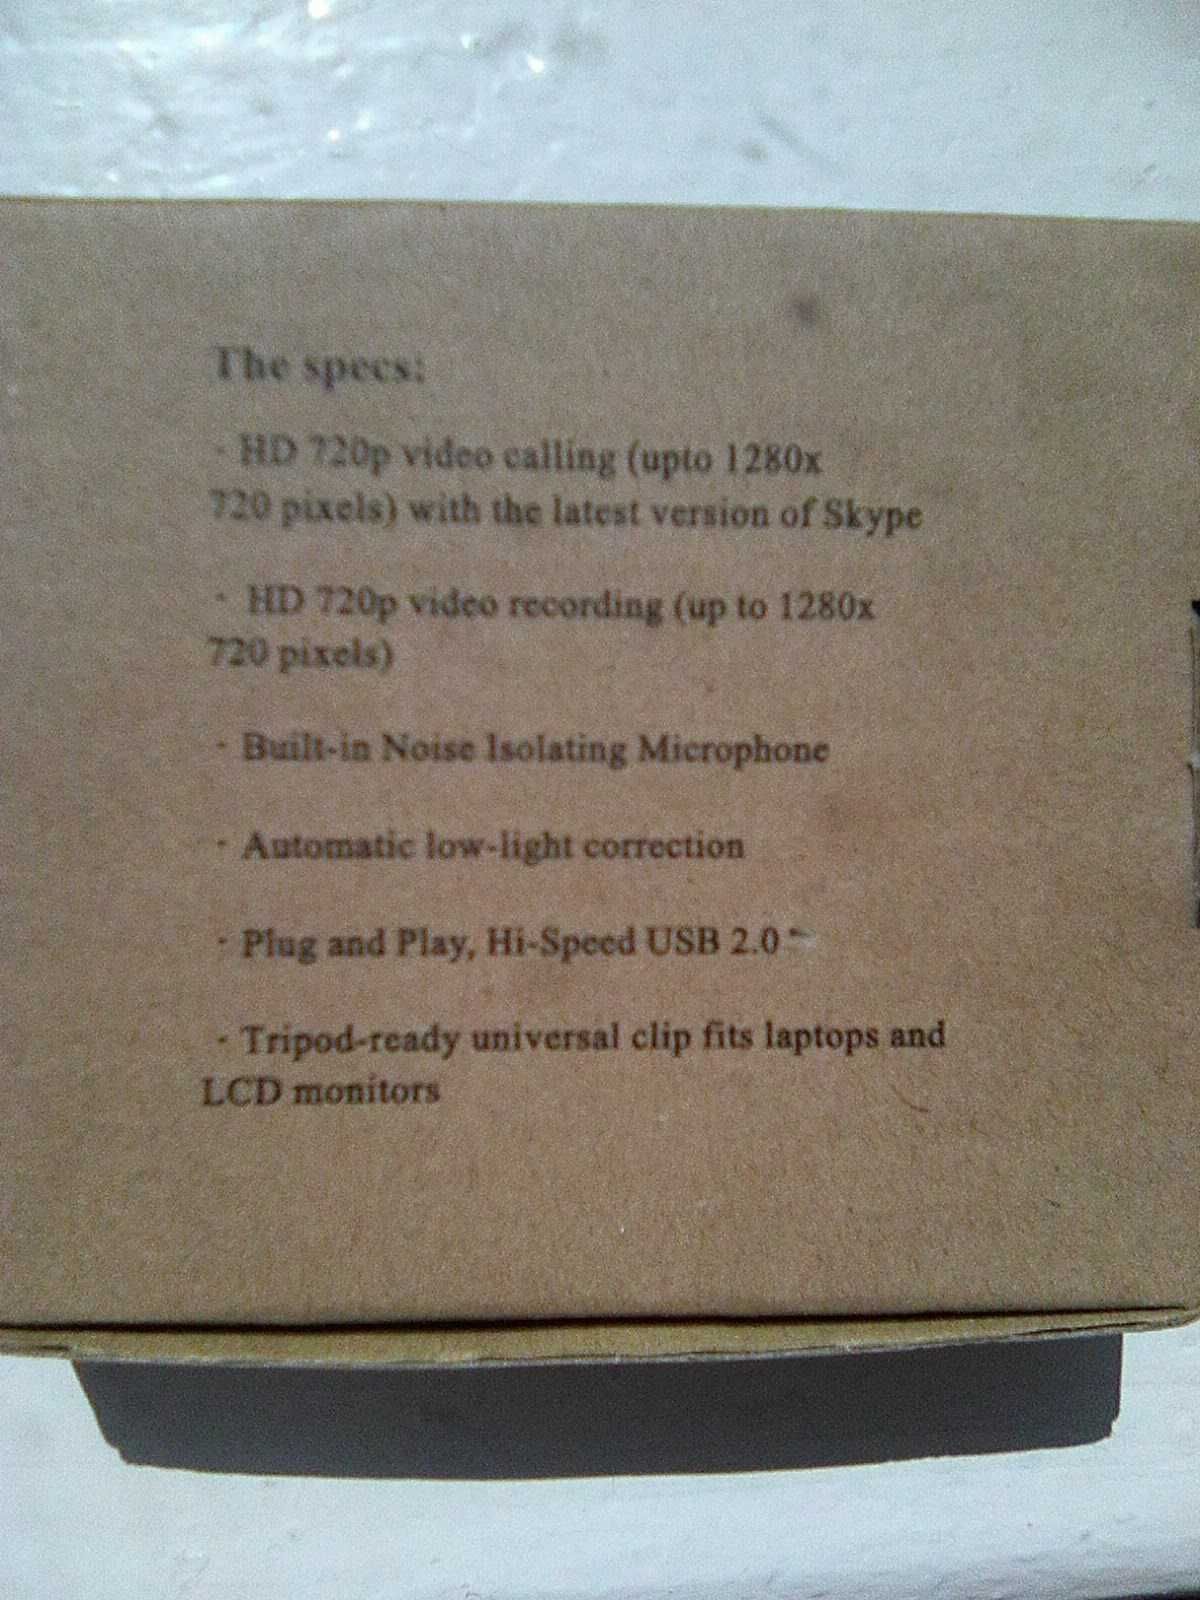 The specs:
· HD 720p video calling (upto 1280x
720 pixels) with the latest version of Skype
· HD 720p video recording (up to 1280x
720 pixels)
· Built-in Noise Isolating Microphone
· Automatic low-light correction
· Plug and Play, Hi-Speed USB 2.0
· Tripod-ready universal clip fits laptops and
LCD monitors